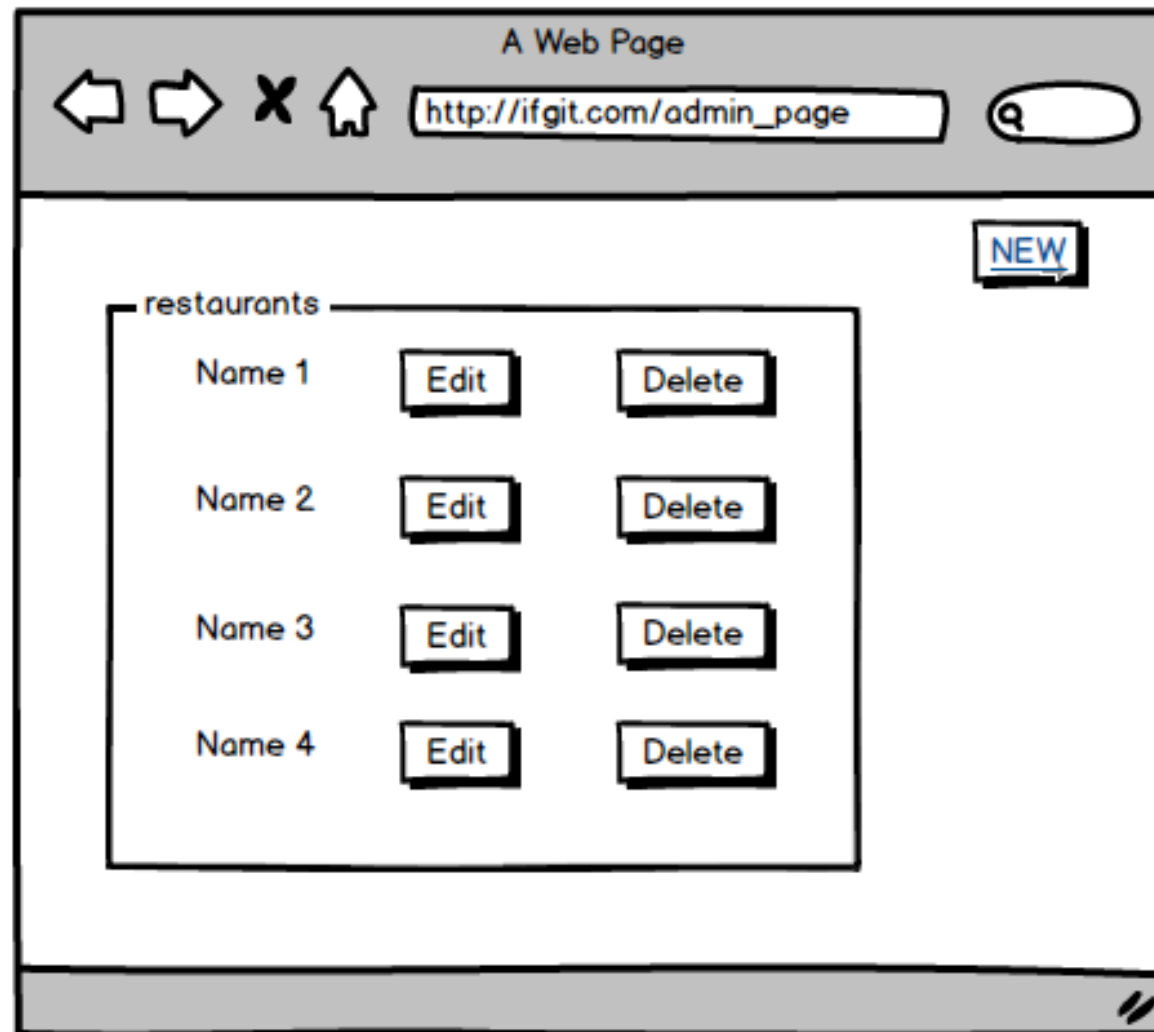 A Web Page
http://ifgit.com/admin_page
NEW
restaurants
Name 1 Edit Delete
Name 2 Edit Delete
Name 3 Edit Delete
Name 4 Edit Delete